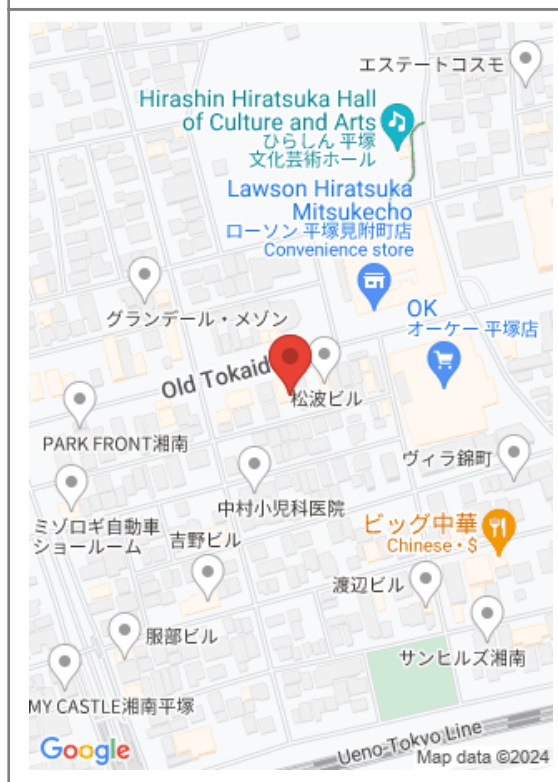 エステートコスモ
Hirashin Hiratsuka Hall
of Culture and Arts
ひらしん 平塚
文化芸術ホール
Lawson Hiratsuka
Mitsukecho
ローソン 平塚見附町店
Convenience store
グランデール・メゾン
OK
オーケー 平塚店
Old Tokaid
松波ビル
PARK FRONT湘南
ヴィラ錦町
中村小児科医院
ミゾロギ自動車
ショールーム
吉野ビル
ビッグ中華
Chinese・$
渡辺ビル
服部ビル
サンヒルズ湘南
MY CASTLE湘南平塚
Ueno-Tokyo Line
Google
Map data ©2024